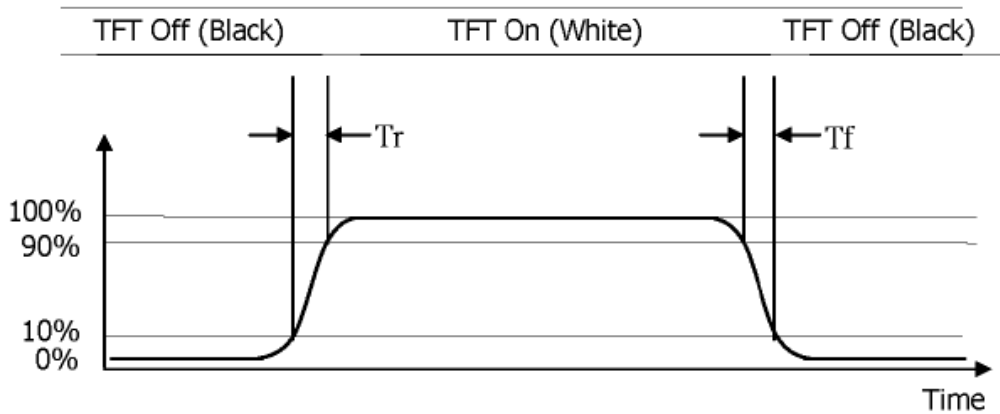 TFT Off (Black) TFT On (White) TFT Off (Black)
Tr Tf
100%
90%
10%
0%
Time